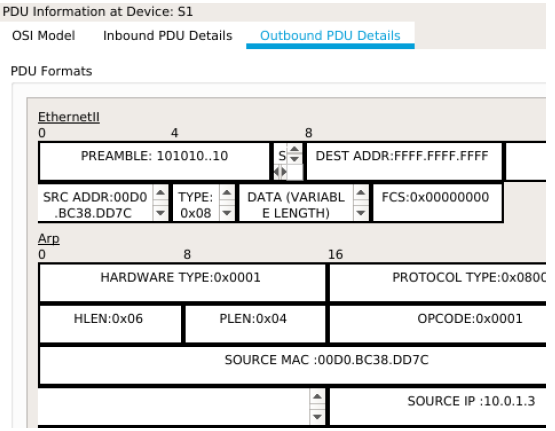 PDU Information at Device: S1
OSI Model Inbound PDU Details Outbound PDU Details
PDU Formats
EthernetII
0 4 8
PREAMBLE: 101010..10 S DEST ADDR:FFFF.FFFF.FFFF
SRC ADDR:00D0 TYPE: DATA (VARIABL FCS:0x00000000
.BC38.DD7C 0x08 E LENGTH)
Arp
0 8 16
HARDWARE TYPE:0x0001 PROTOCOL TYPE:0x0800
HLEN:0x06 PLEN:0x04 OPCODE:0x0001
SOURCE MAC :00D0.BC38.DD7C
SOURCE IP :10.0.1.3